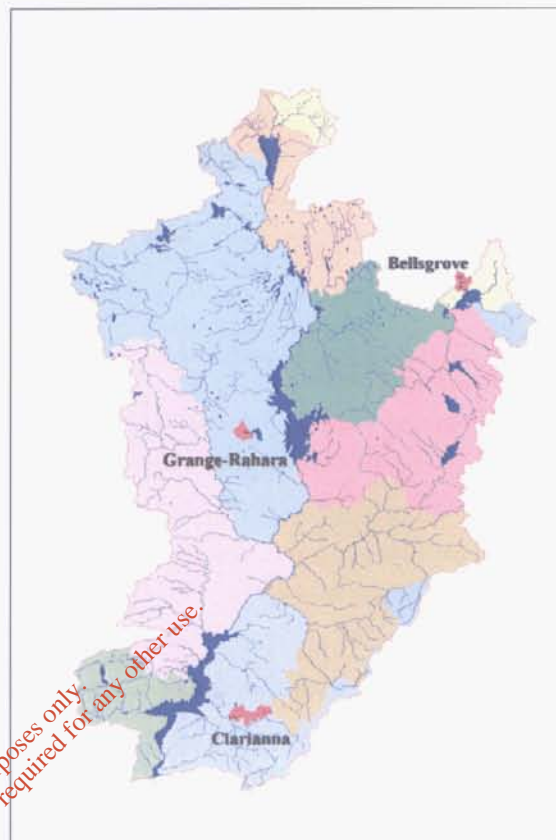 Bellsgrove
Grange-Rahara
Clarianna
poses only.
required for any other use.